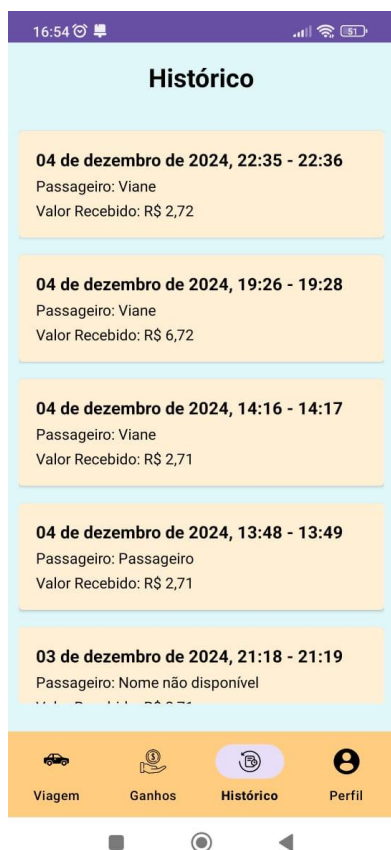 16:54
51
Histórico
04 de dezembro de 2024, 22:35 - 22:36
Passageiro: Viane
Valor Recebido: R$ 2,72
04 de dezembro de 2024, 19:26 - 19:28
Passageiro: Viane
Valor Recebido: R$ 6,72
04 de dezembro de 2024, 14:16 - 14:17
Passageiro: Viane
Valor Recebido: R$ 2,71
04 de dezembro de 2024, 13:48 - 13:49
Passageiro: Passageiro
Valor Recebido: R$ 2,71
03 de dezembro de 2024, 21:18 - 21:19
Passageiro: Nome não disponível
Viagem Ganhos Histórico Perfil